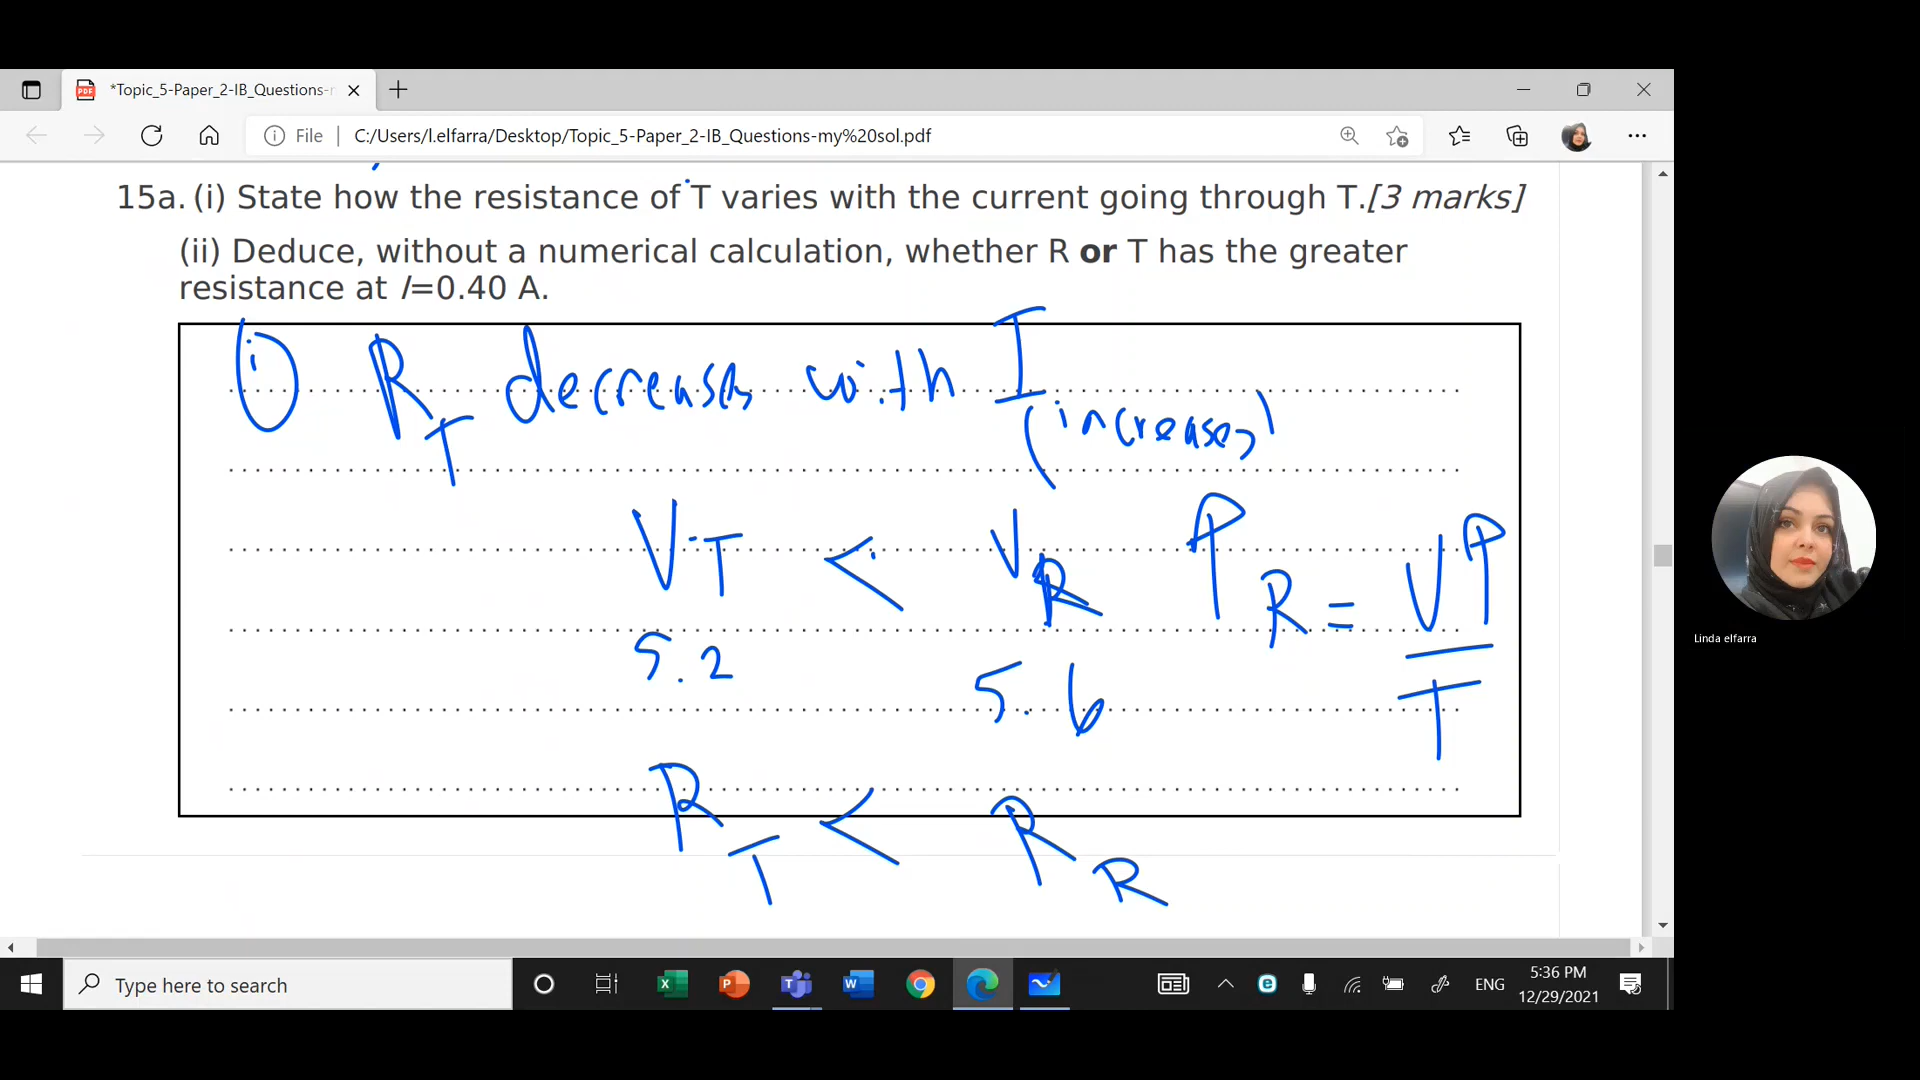 *Topic_5-Paper_2-IB_Questions-
File C:/Users/l.elfarra/Desktop/Topic_5-Paper_2-IB_Questions-my%20sol.pdf
15a. (i) State how the resistance of T varies with the current going through T.[3 marks]
(ii) Deduce, without a numerical calculation, whether R or T has the greater
resistance at I=0.40 A.
(i) R_T decreases with I
(increases)
V_T < V_R ↑ R = V↑/I
5.2 5.6
R_T < R_R
Linda elfarra
Type here to search
ENG
5:36 PM
12/29/2021